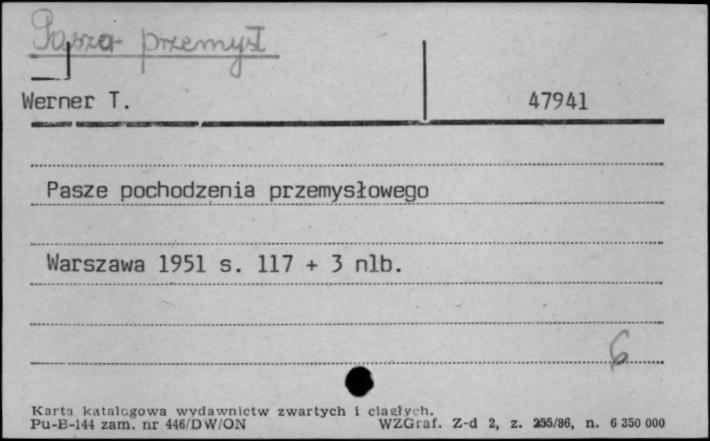 Pasza przemysł
Werner T. 47941
Pasze pochodzenia przemysłowego
Warszawa 1951 s. 117 + 3 nlb.
6
Karta katalogowa wydawnictw zwartych i ciągłych.
Pu-B-144 zam. nr 446/DW/ON WZGraf. Z-d 2, z. 255/86, n. 6 350 000